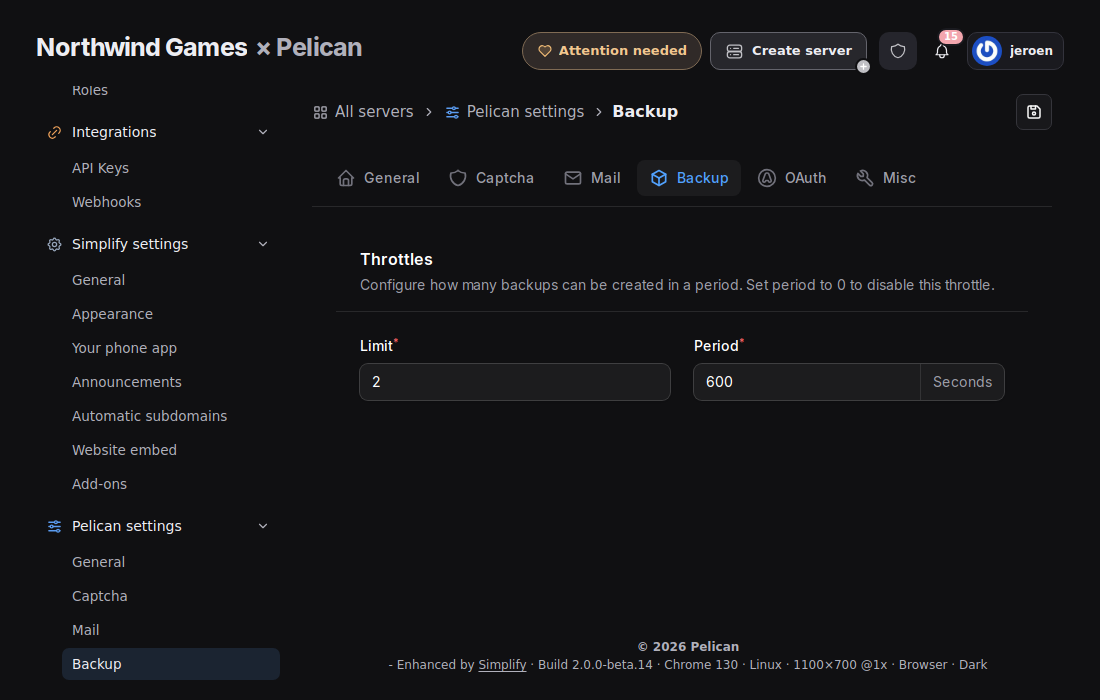 Northwind Games × Pelican
Attention needed
Create server
15
jeroen
Roles
Integrations
API Keys
Webhooks
Simplify settings
General
Appearance
Your phone app
Announcements
Automatic subdomains
Website embed
Add-ons
Pelican settings
General
Captcha
Mail
Backup
All servers
Pelican settings
Backup
General
Captcha
Mail
Backup
OAuth
Misc
Throttles
Configure how many backups can be created in a period. Set period to 0 to disable this throttle.
Limit*
2
Period*
600
Seconds
© 2026 Pelican
- Enhanced by Simplify · Build 2.0.0-beta.14 · Chrome 130 · Linux · 1100×700 @1x · Browser · Dark